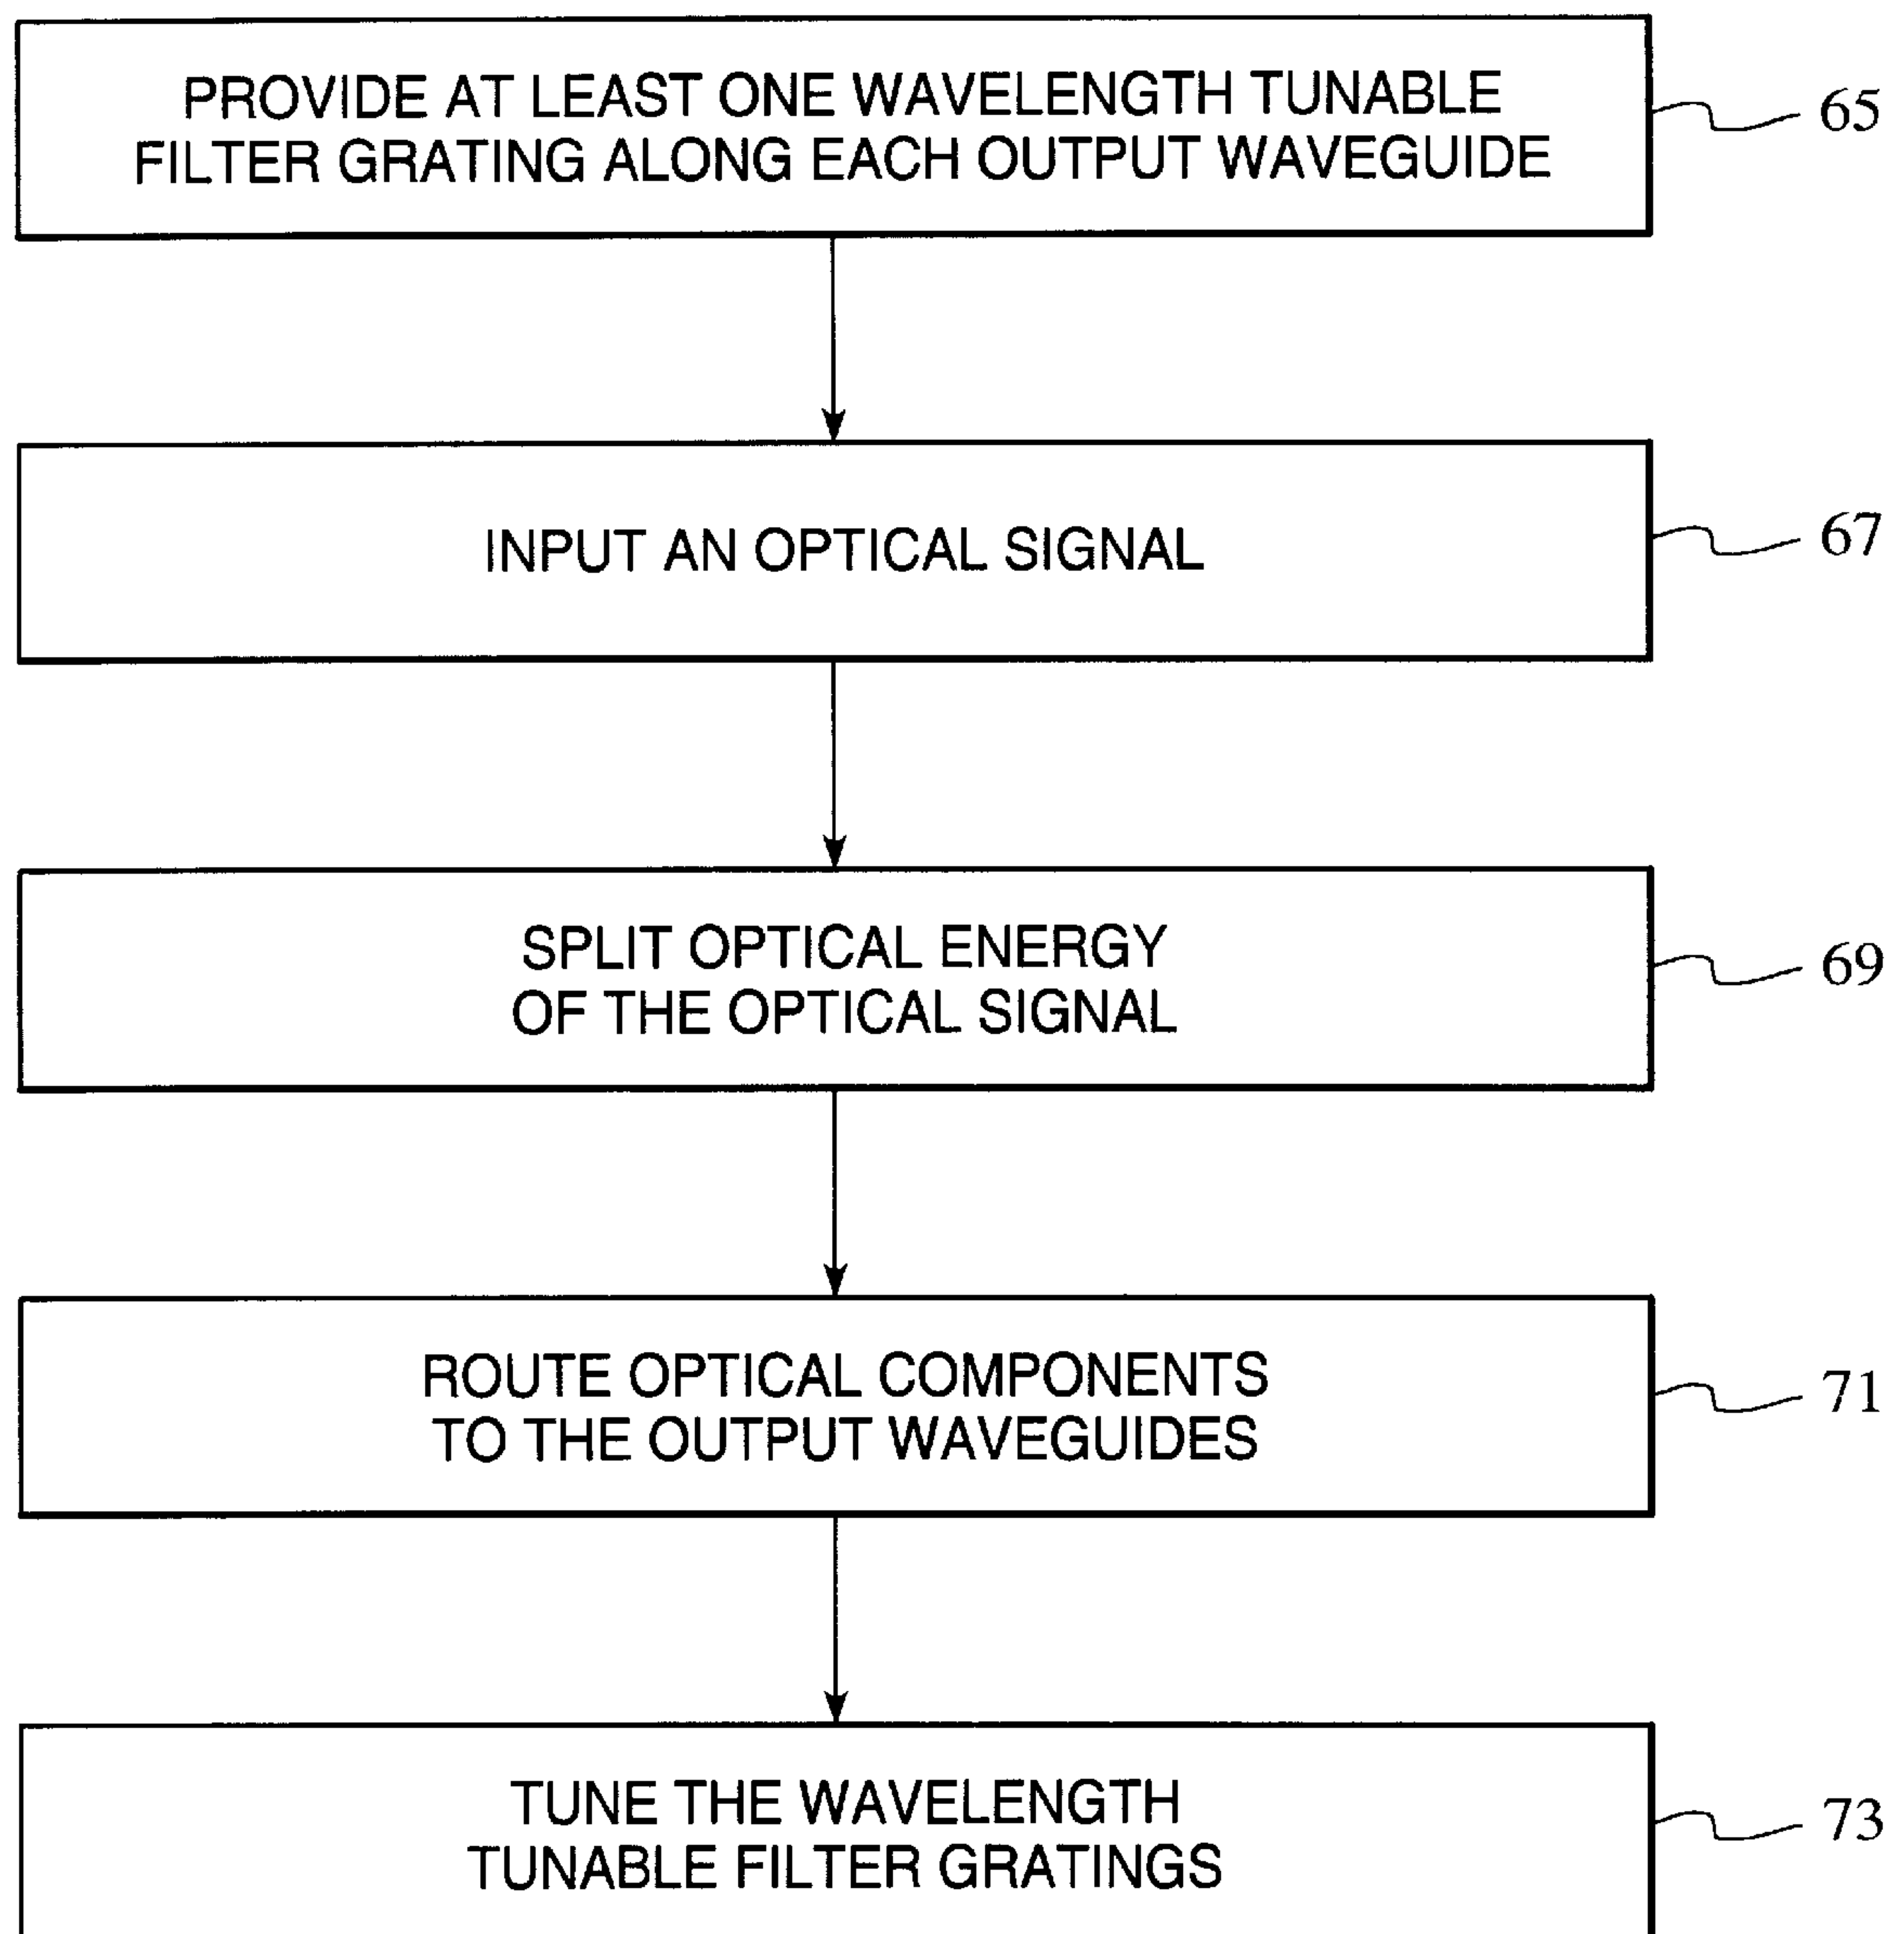 PROVIDE AT LEAST ONE WAVELENGTH TUNABLE
FILTER GRATING ALONG EACH OUTPUT WAVEGUIDE
65
INPUT AN OPTICAL SIGNAL
67
SPLIT OPTICAL ENERGY
OF THE OPTICAL SIGNAL
69
ROUTE OPTICAL COMPONENTS
TO THE OUTPUT WAVEGUIDES
71
TUNE THE WAVELENGTH
TUNABLE FILTER GRATINGS
73